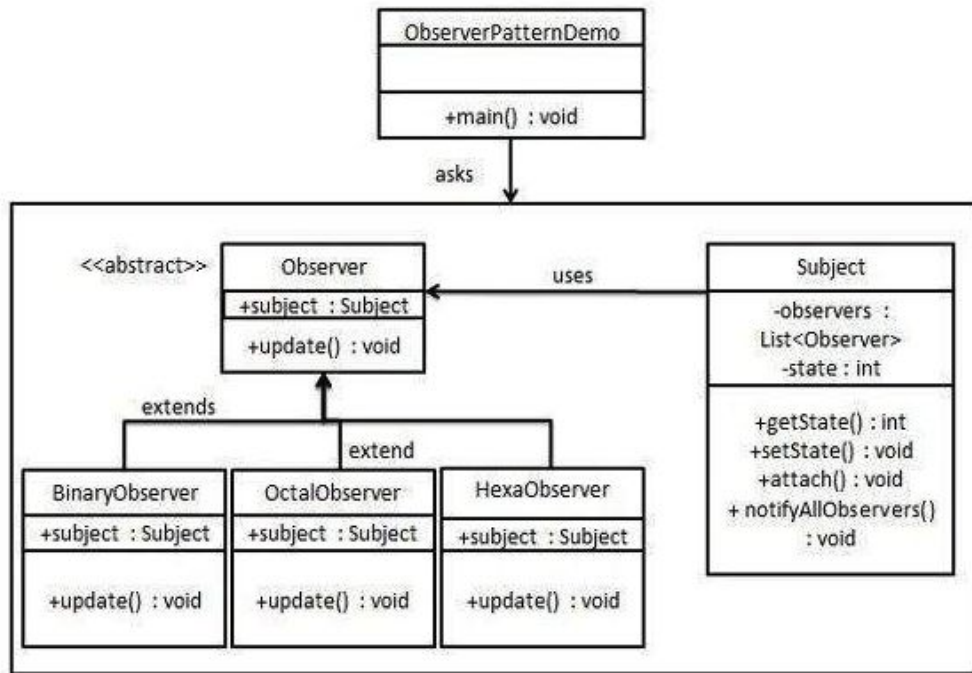 ObserverPatternDemo
+main() : void
asks
<<abstract>>
Observer
+subject : Subject
+update() : void
uses
Subject
-observers :
List<Observer>
-state : int
+getState() : int
+setState() : void
+attach() : void
+ notifyAllObservers()
: void
extends
extend
BinaryObserver
+subject : Subject
+update() : void
OctalObserver
+subject : Subject
+update() : void
HexaObserver
+subject : Subject
+update() : void